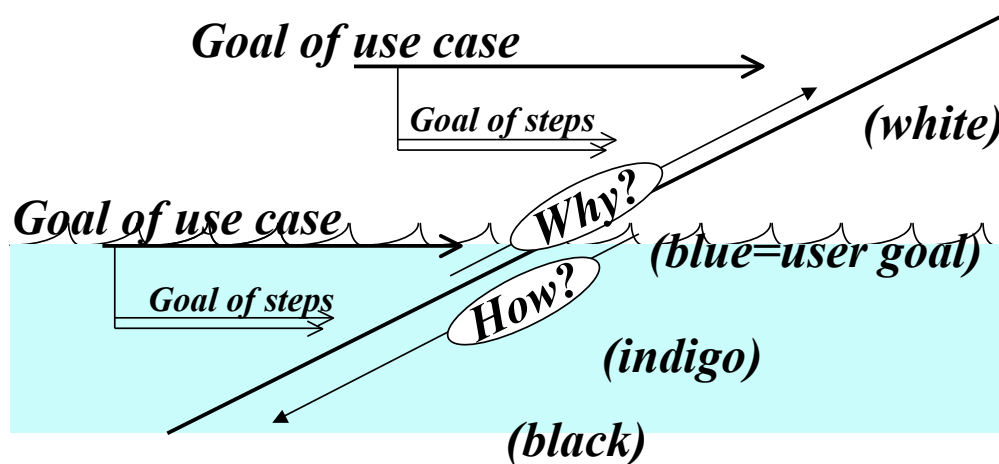 Goal of use case
Goal of steps
(white)
Why?
Goal of use case
(blue=user goal)
How?
Goal of steps
(indigo)
(black)